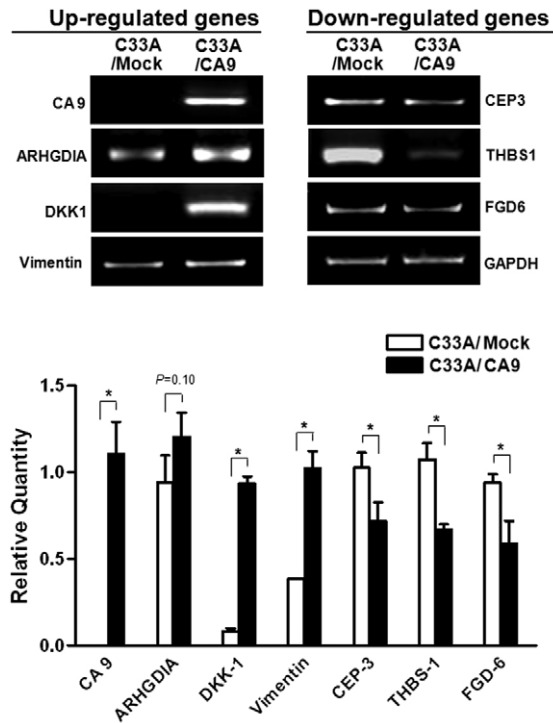 Up-regulated genes
Down-regulated genes
C33A
/Mock
C33A
/CA9
C33A
/Mock
C33A
/CA9
CA 9
ARHGDIA
DKK1
Vimentin
CEP3
THBS1
FGD6
GAPDH
C33A/Mock
C33A/CA9
Relative Quantity
1.5
1.0
0.5
0.0
*
P=0.10
*
*
*
*
*
CA 9
ARHGDIA
DKK-1
Vimentin
CEP-3
THBS-1
FGD-6